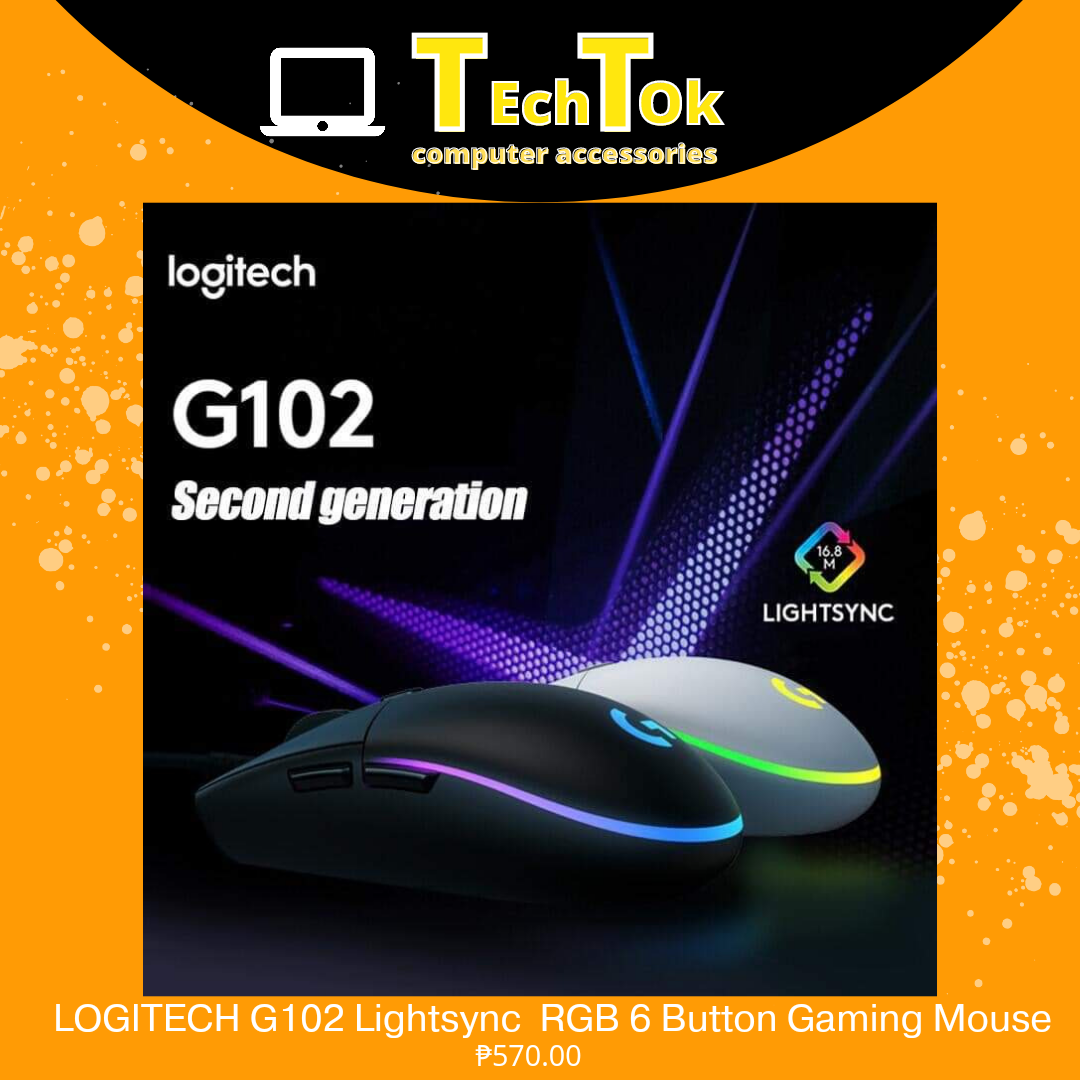 TEchTok
computer accessories
logitech
G102
Second generation
16.8
M
LIGHTSYNC
LOGITECH G102 Lightsync RGB 6 Button Gaming Mouse
₱570.00